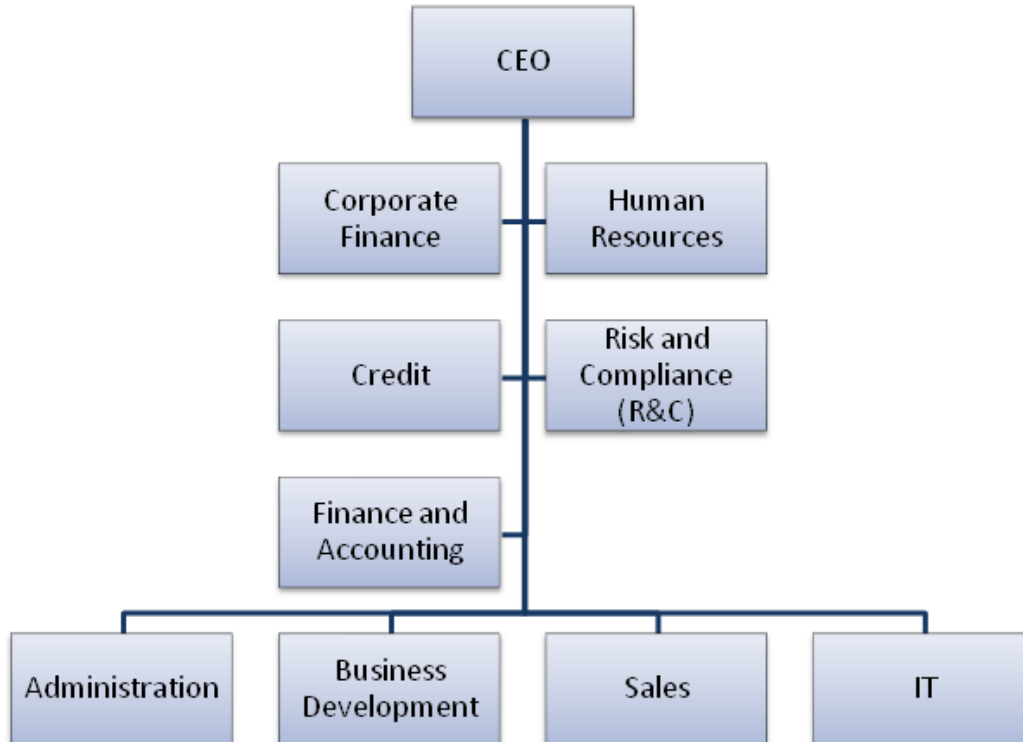 CEO
Corporate
Finance
Human
Resources
Credit
Risk and
Compliance
(R&C)
Finance and
Accounting
Administration
Business
Development
Sales
IT